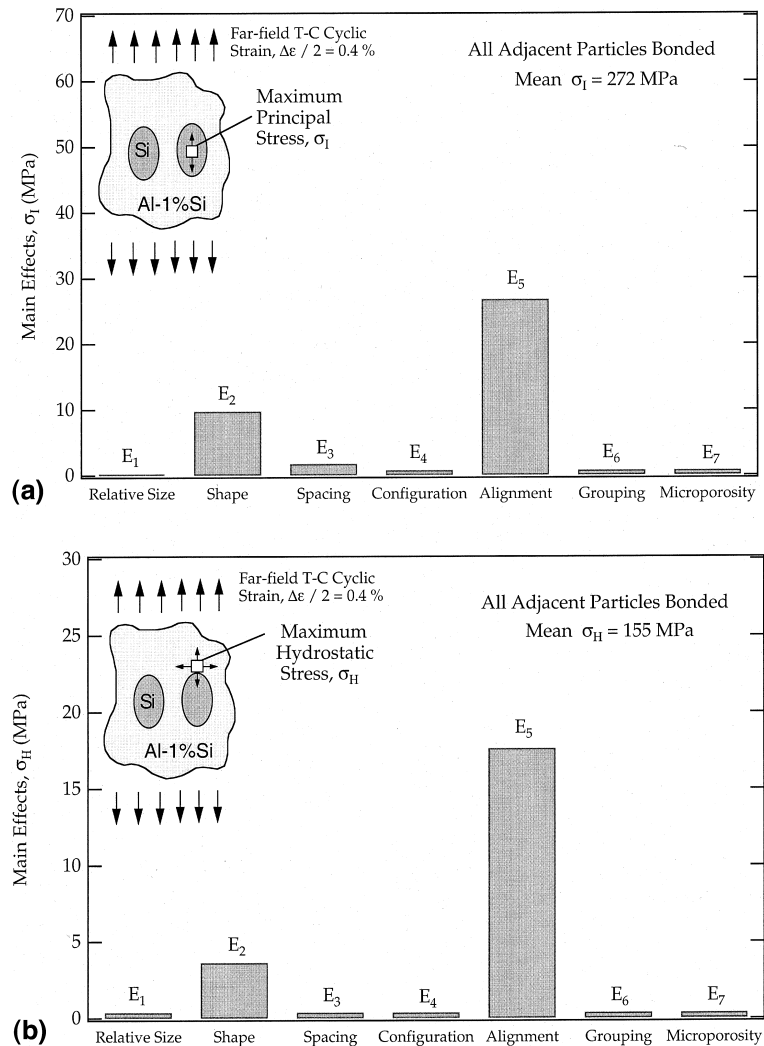 70
60
50
40
30
20
10
0
Main Effects, σI (MPa)
Far-field T-C Cyclic
Strain, Δε / 2 = 0.4 %
All Adjacent Particles Bonded
Mean σI = 272 MPa
Maximum
Principal
Stress, σI
Si
Al-1%Si
E1
E2
E3
E4
E5
E6
E7
(a)
Relative Size
Shape
Spacing
Configuration
Alignment
Grouping
Microporosity
30
25
20
15
10
5
0
Main Effects, σH (MPa)
Far-field T-C Cyclic
Strain, Δε / 2 = 0.4 %
All Adjacent Particles Bonded
Mean σH = 155 MPa
Maximum
Hydrostatic
Stress, σH
Si
Al-1%Si
E1
E2
E3
E4
E5
E6
E7
(b)
Relative Size
Shape
Spacing
Configuration
Alignment
Grouping
Microporosity